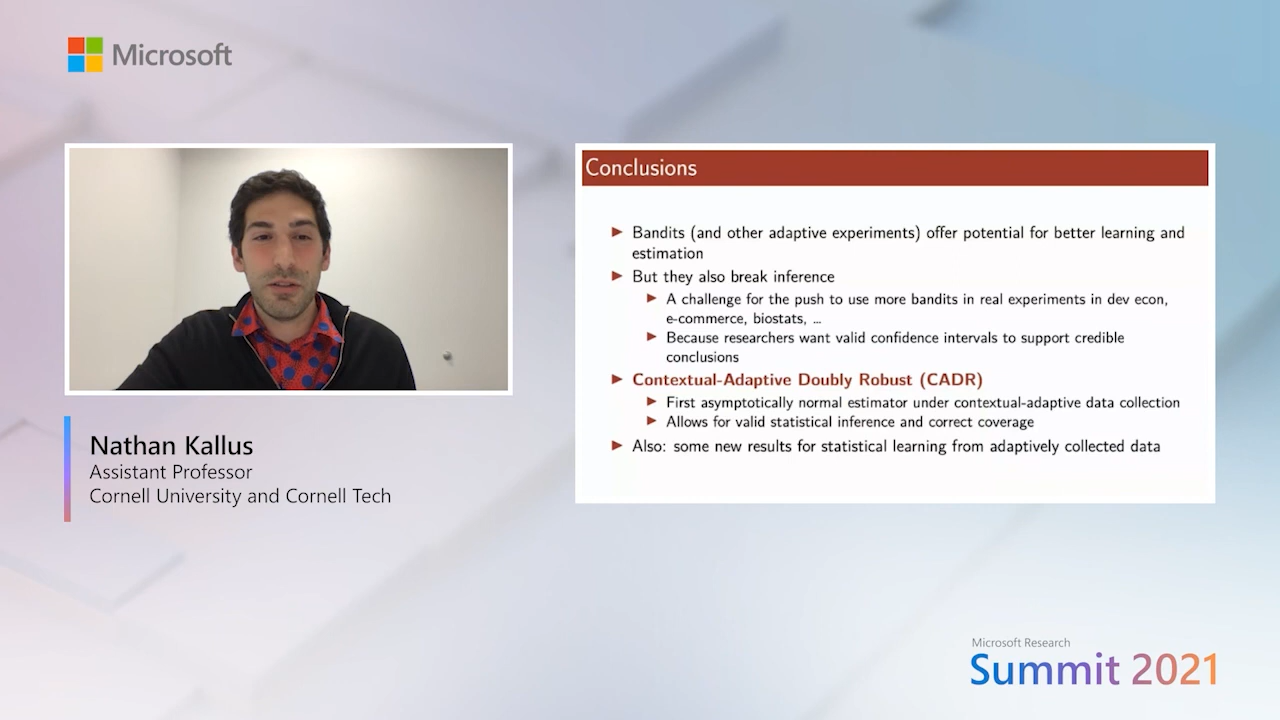 Microsoft
Nathan Kallus
Assistant Professor
Cornell University and Cornell Tech
Conclusions
Bandits (and other adaptive experiments) offer potential for better learning and
estimation
But they also break inference
A challenge for the push to use more bandits in real experiments in dev econ,
e-commerce, biostats, ...
Because researchers want valid confidence intervals to support credible
conclusions
Contextual-Adaptive Doubly Robust (CADR)
First asymptotically normal estimator under contextual-adaptive data collection
Allows for valid statistical inference and correct coverage
Also: some new results for statistical learning from adaptively collected data
Microsoft Research
Summit 2021